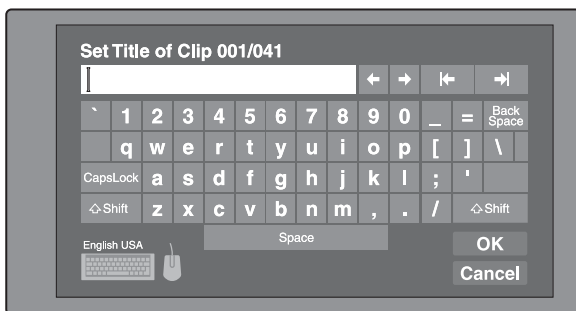 Set Title of Clip 001/041
` 1 2 3 4 5 6 7 8 9 0 _ = Back Space
q w e r t y u i o p [ ] \
CapsLock a s d f g h j k l ; '
Shift z x c v b n m , . / Shift
Space
English USA
OK
Cancel